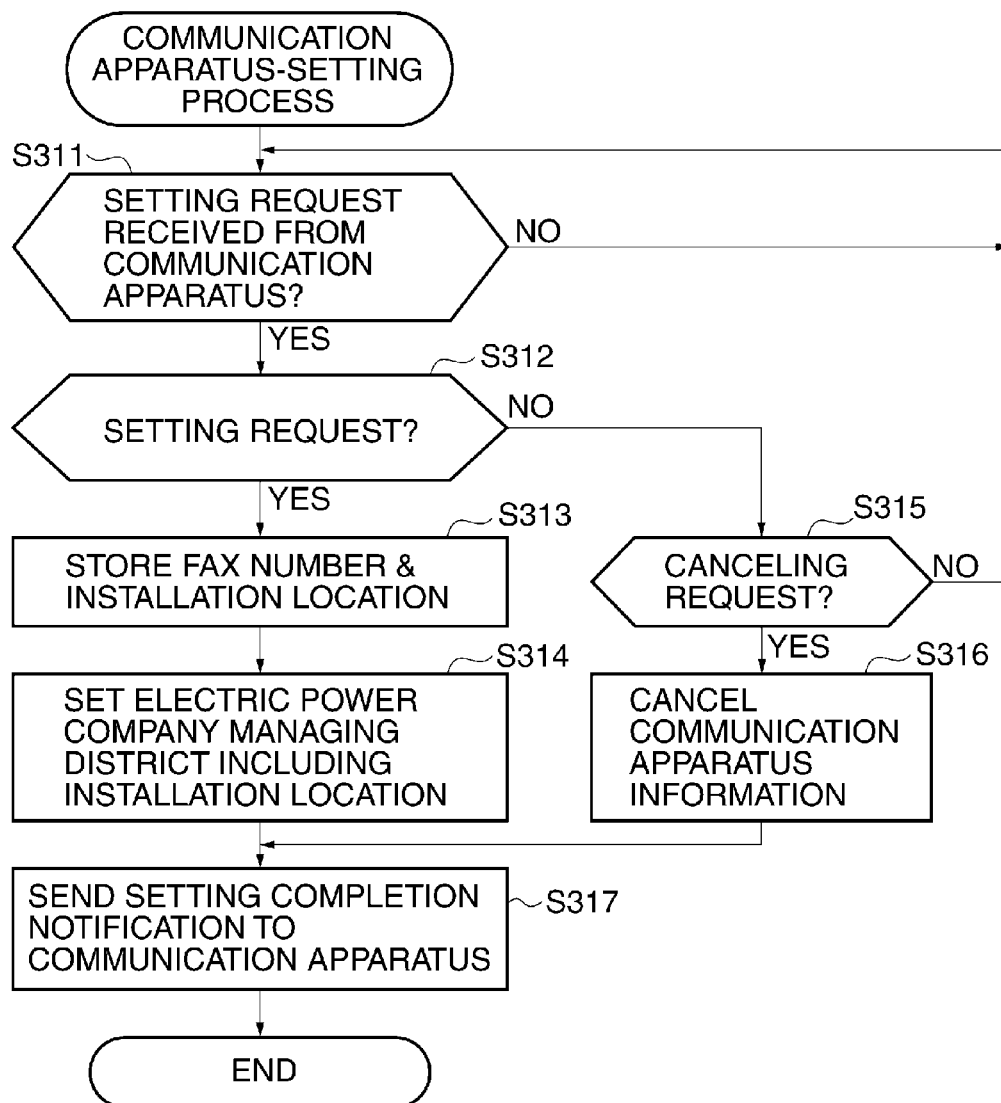 COMMUNICATION
APPARATUS-SETTING
PROCESS
S311
SETTING REQUEST
RECEIVED FROM
COMMUNICATION
APPARATUS?
NO
YES
S312
SETTING REQUEST?
NO
YES
S313
STORE FAX NUMBER &
INSTALLATION LOCATION
S315
CANCELING
REQUEST?
NO
YES
S314
SET ELECTRIC POWER
COMPANY MANAGING
DISTRICT INCLUDING
INSTALLATION LOCATION
S316
CANCEL
COMMUNICATION
APPARATUS
INFORMATION
SEND SETTING COMPLETION
NOTIFICATION TO
COMMUNICATION APPARATUS
S317
END